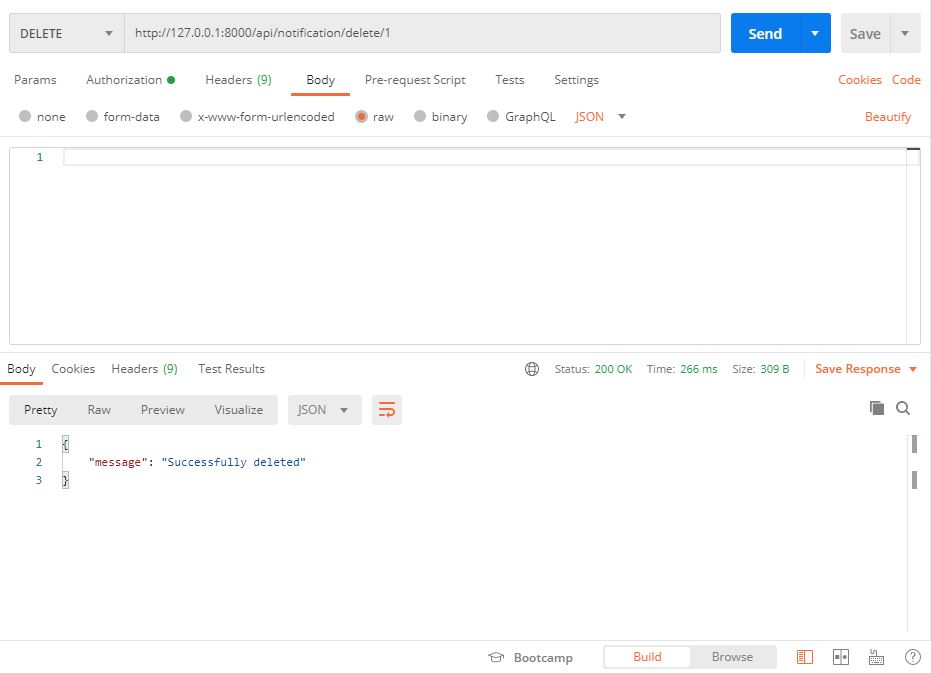 DELETE http://127.0.0.1:8000/api/notification/delete/1 Send Save
Params Authorization Headers (9) Body Pre-request Script Tests Settings Cookies Code
none form-data x-www-form-urlencoded raw binary GraphQL JSON Beautify
1
Body Cookies Headers (9) Test Results Status: 200 OK Time: 266 ms Size: 309 B Save Response
Pretty Raw Preview Visualize JSON
1 {
2 "message": "Successfully deleted"
3 }
Bootcamp Build Browse ?